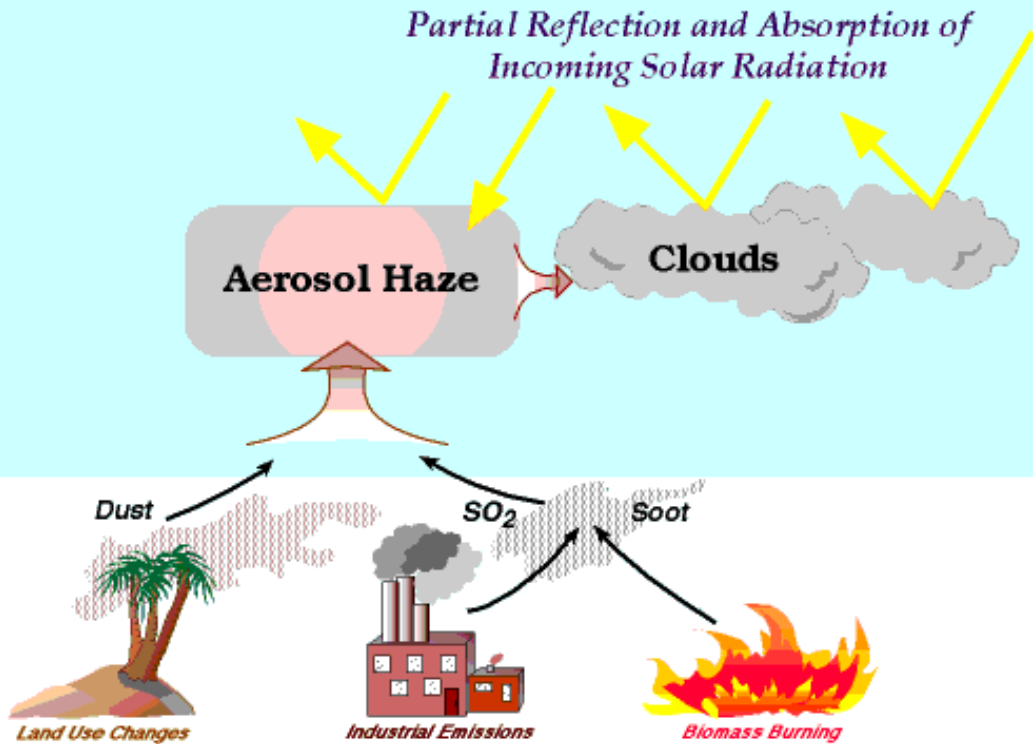 Partial Reflection and Absorption of
Incoming Solar Radiation
Aerosol Haze
Clouds
Dust
SO₂
Soot
Land Use Changes
Industrial Emissions
Biomass Burning